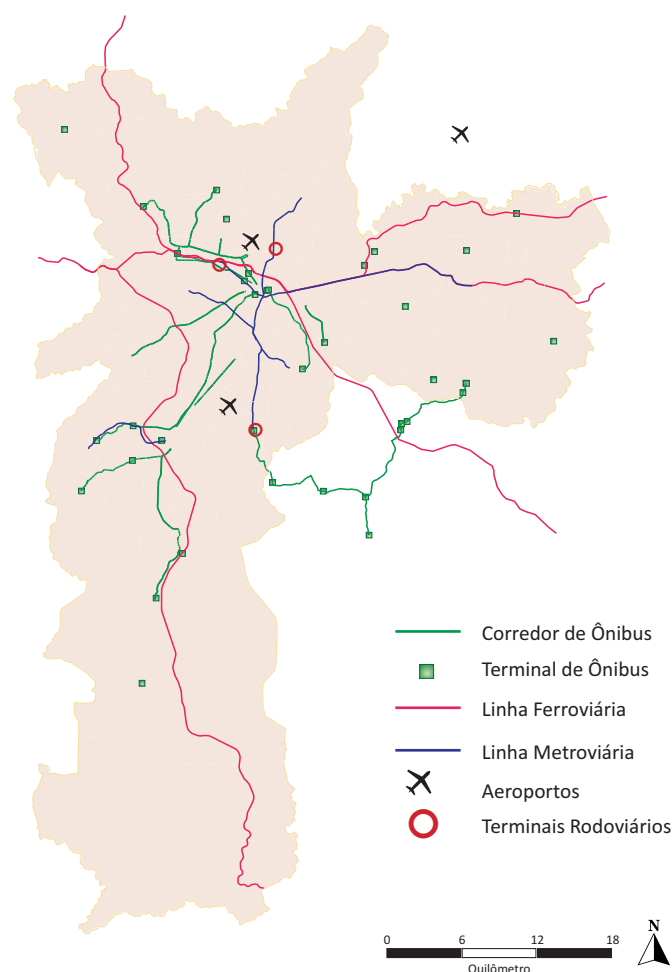 Corredor de Ônibus
Terminal de Ônibus
Linha Ferroviária
Linha Metroviária
Aeroportos
Terminais Rodoviários
N
0 6 12 18
Quilômetro